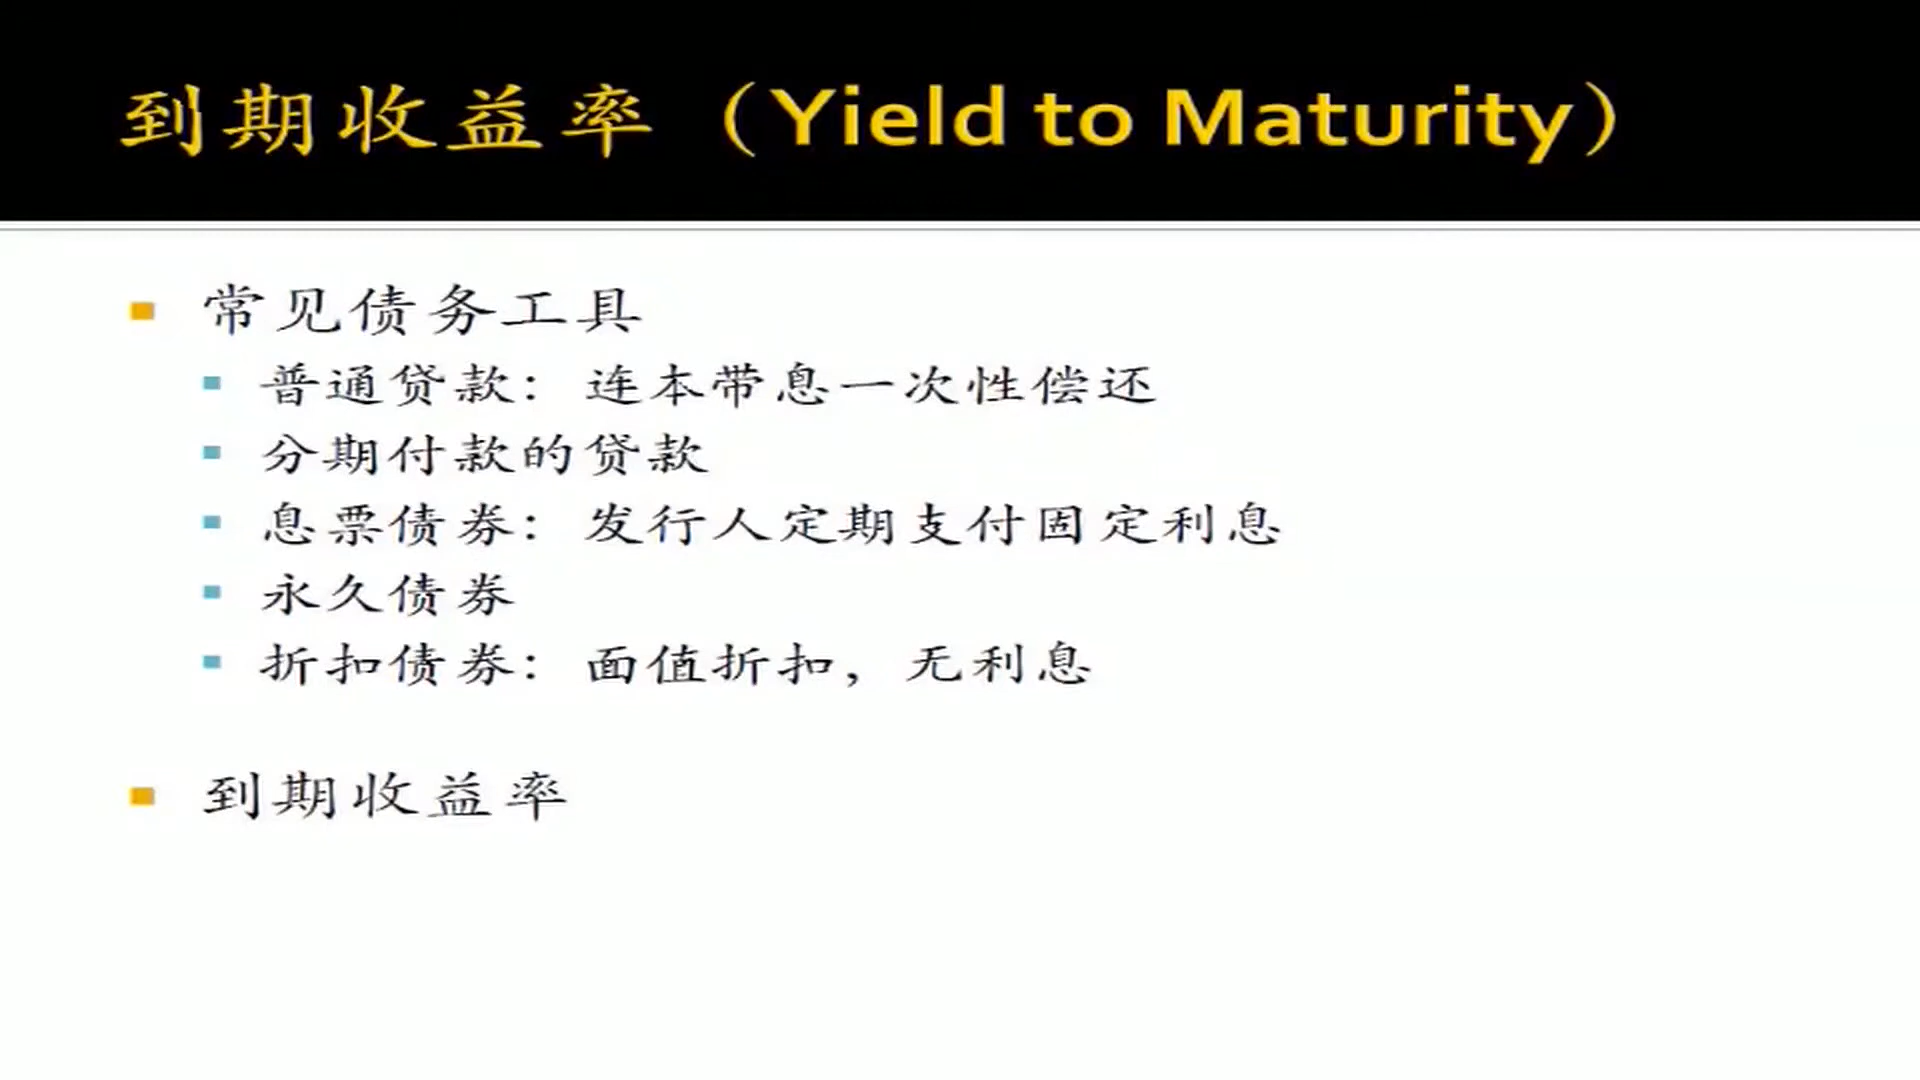 到期收益率（Yield to Maturity）
常见债务工具
普通贷款：连本带息一次性偿还
分期付款的贷款
息票债券：发行人定期支付固定利息
永久债券
折扣债券：面值折扣，无利息
到期收益率